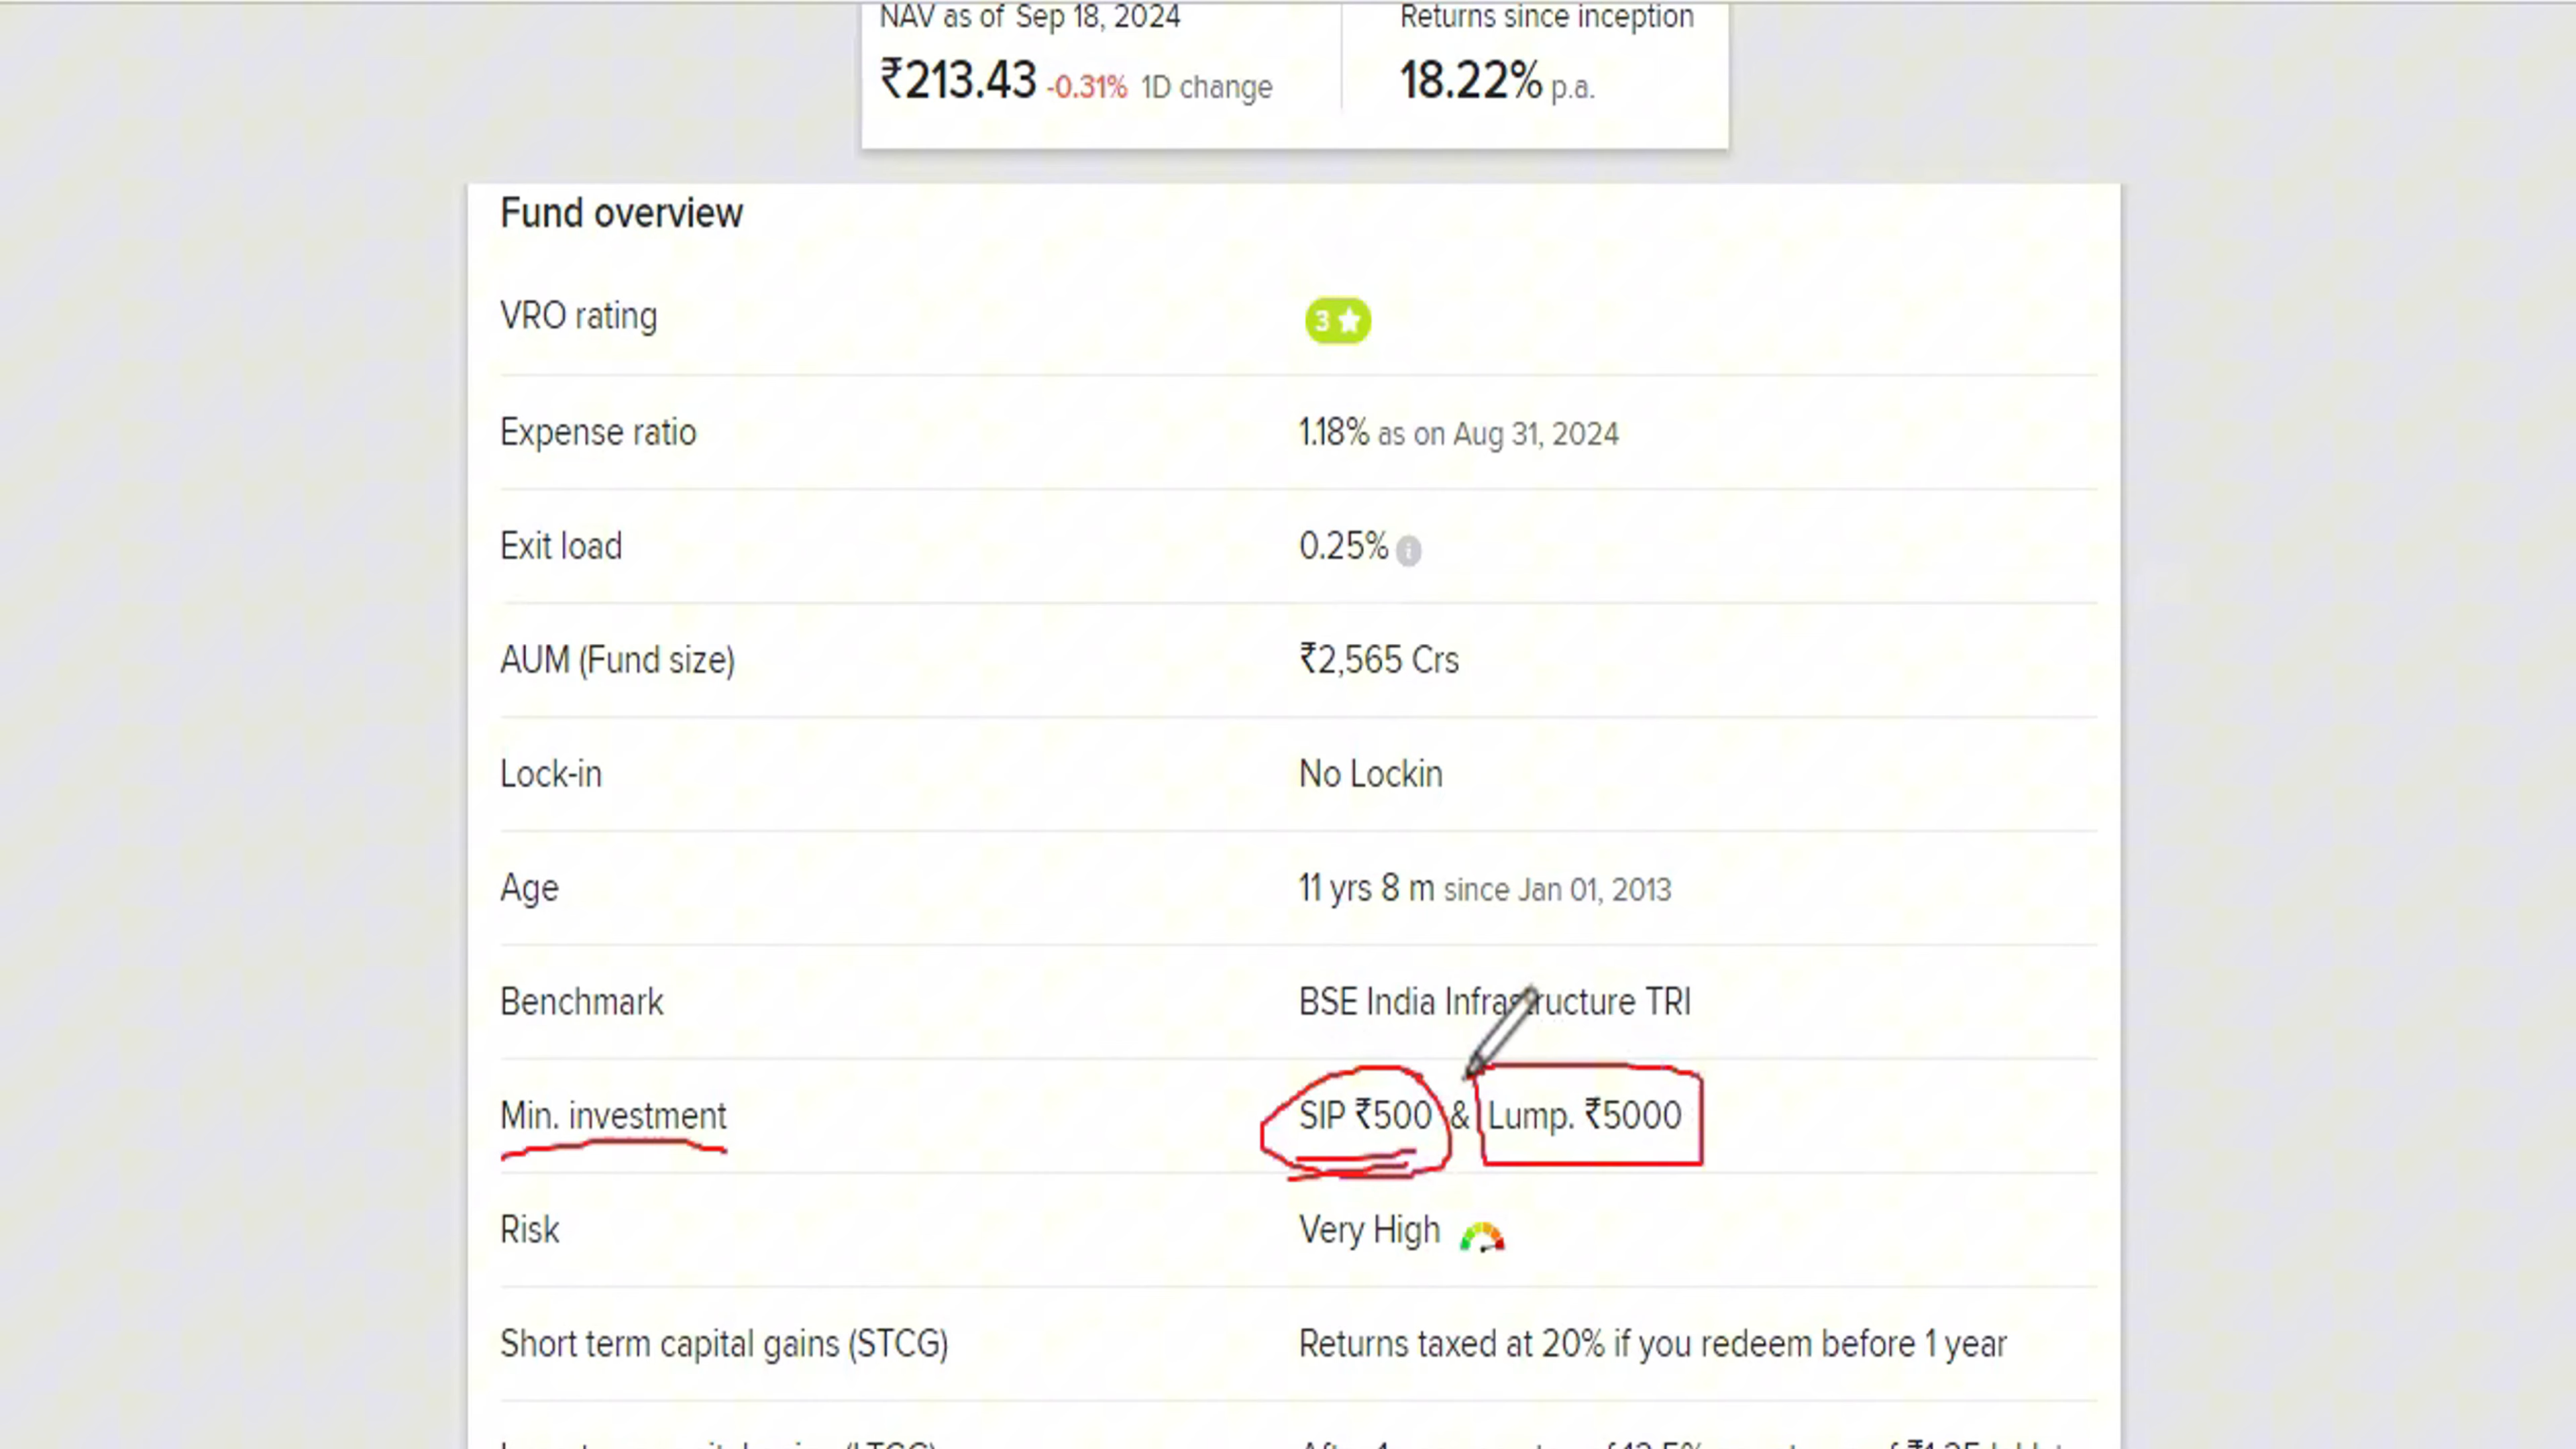 NAV as of Sep 18, 2024
Returns since inception
₹213.43 -0.31% 1D change
18.22% p.a.
Fund overview
VRO rating
3
Expense ratio
1.18% as on Aug 31, 2024
Exit load
0.25%
AUM (Fund size)
₹2,565 Crs
Lock-in
No Lockin
Age
11 yrs 8 m since Jan 01, 2013
Benchmark
BSE India Infrastructure TRI
Min. investment
SIP ₹500 & Lump. ₹5000
Risk
Very High
Short term capital gains (STCG)
Returns taxed at 20% if you redeem before 1 year